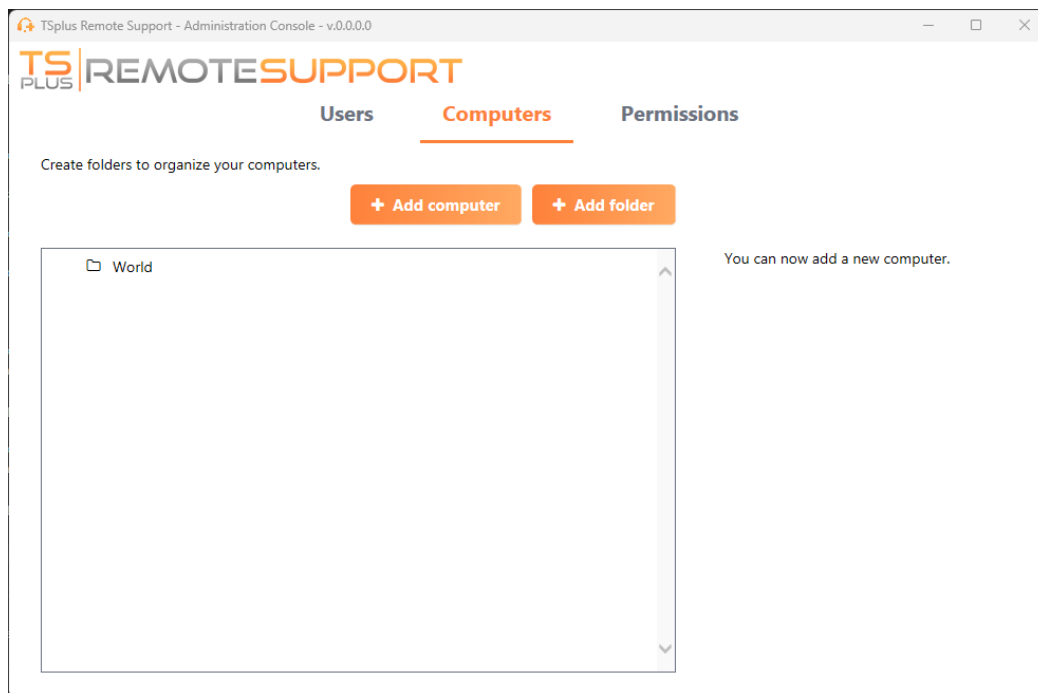 TSplus Remote Support - Administration Console - v.0.0.0.0
TS PLUS REMOTESUPPORT
Users Computers Permissions
Create folders to organize your computers.
+ Add computer + Add folder
World
You can now add a new computer.